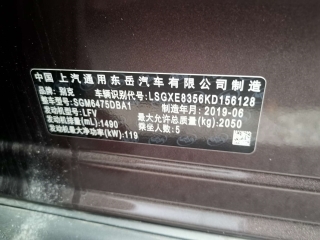 中国 上汽通用东岳汽车有限公司制造
品牌：别克 车辆识别代号：LSGXE8356KD156128
整车型号：SGM6475DBA1 制造年月：2019-06
发动机型号：LFV 最大允许总质量(kg)：2050
发动机排量(mL)：1490 乘坐人数：5
发动机最大净功率(kW)：119